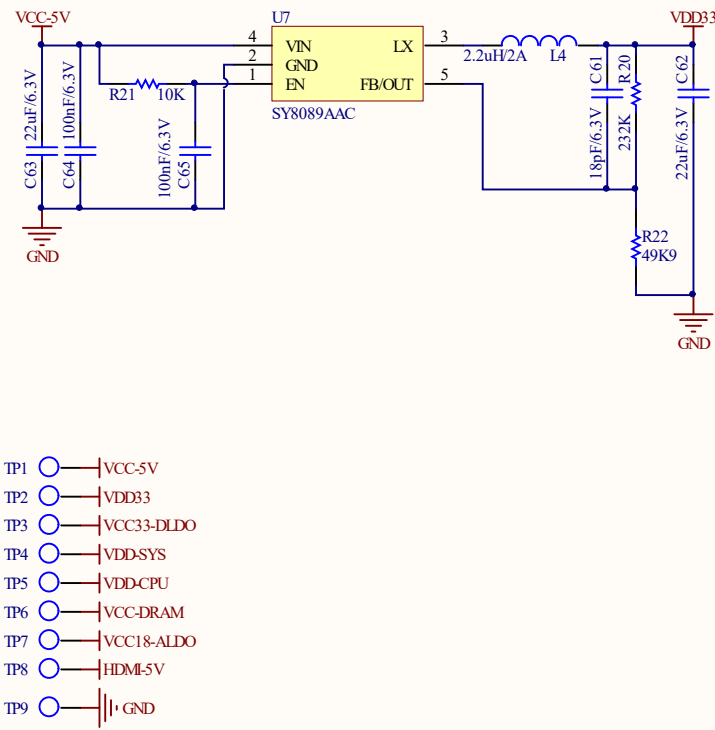 VCC-5V
U7
VDD33
4 VIN LX 3
2 GND
1 EN FB/OUT 5
SY8089AAC
2.2uH/2A L4
R21 10K
C63 22uF/6.3V
C64 100nF/6.3V
C65 100nF/6.3V
C61 18pF/6.3V
R20 232K
C62 22uF/6.3V
R22
49K9
GND
GND
TP1 VCC-5V
TP2 VDD33
TP3 VCC33-DLDO
TP4 VDD-SYS
TP5 VDD-CPU
TP6 VCC-DRAM
TP7 VCC18-ALDO
TP8 HDMI-5V
TP9 GND